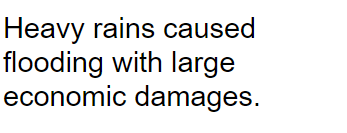 Heavy rains caused
flooding with large
economic damages.